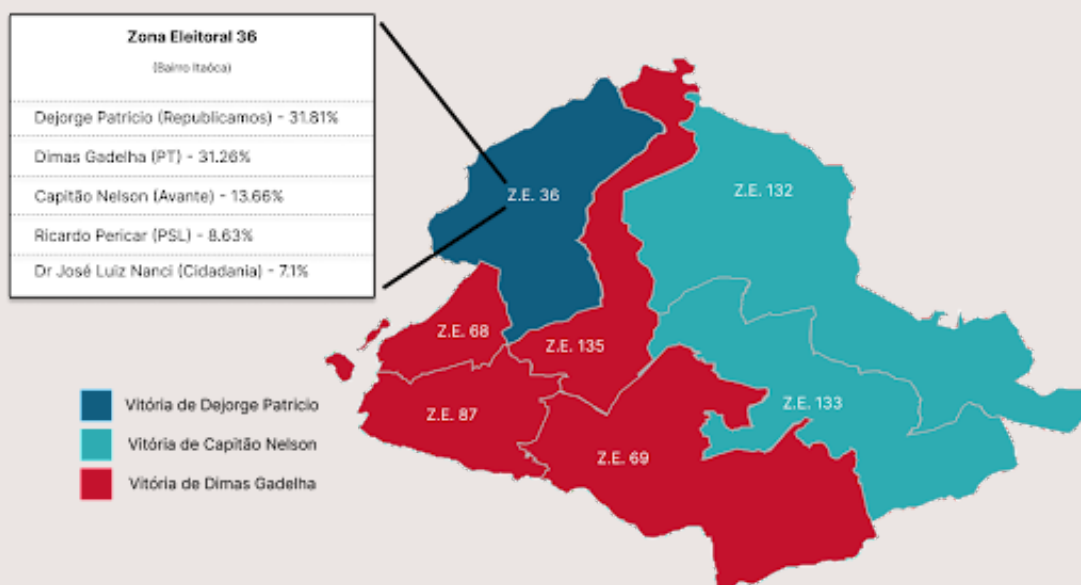 Zona Eleitoral 36
(Bairro Itaóca)
Dejorge Patricio (Republicamos) - 31.81%
Dimas Gadelha (PT) - 31.26%
Capitão Nelson (Avante) - 13.66%
Ricardo Pericar (PSL) - 8.63%
Dr José Luiz Nanci (Cidadania) - 7.1%
Z.E. 36
Z.E. 132
Z.E. 68
Z.E. 135
Z.E. 87
Z.E. 133
Z.E. 69
Vitória de Dejorge Patricio
Vitória de Capitão Nelson
Vitória de Dimas Gadelha